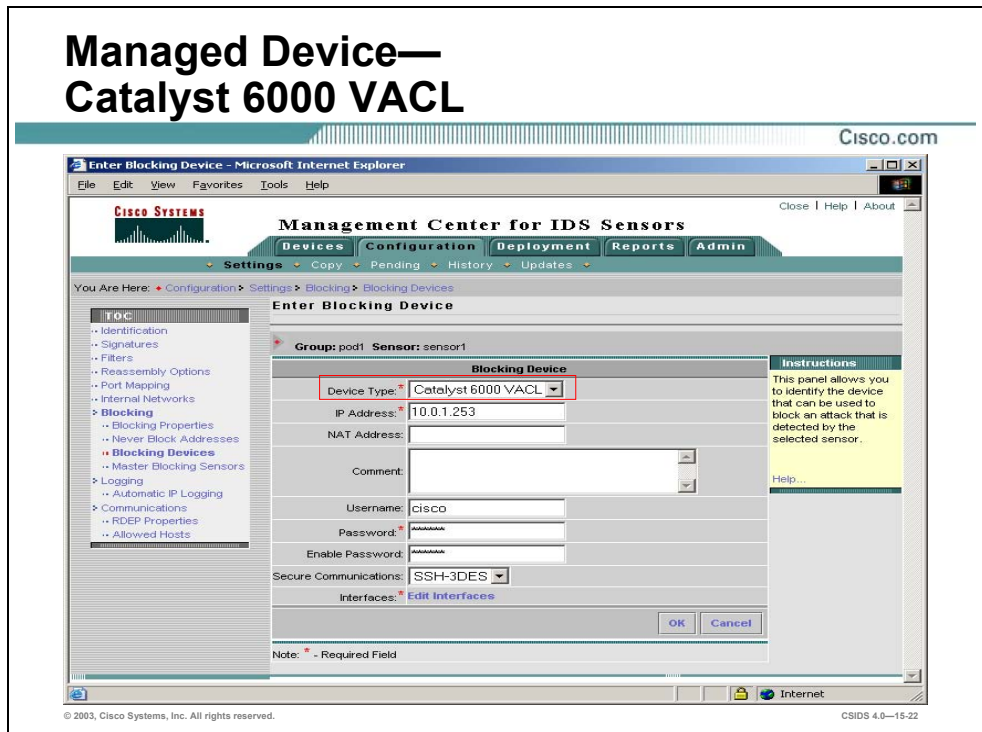 Managed Device—
Catalyst 6000 VACL
Cisco.com
Enter Blocking Device - Microsoft Internet Explorer
File Edit View Favorites Tools Help
Close | Help | About
CISCO SYSTEMS
Management Center for IDS Sensors
Devices Configuration Deployment Reports Admin
Settings Copy Pending History Updates
You Are Here: Configuration > Settings > Blocking > Blocking Devices
TOC
Identification
Signatures
Filters
Reassembly Options
Port Mapping
Internal Networks
Blocking
Blocking Properties
Never Block Addresses
Blocking Devices
Master Blocking Sensors
Logging
Automatic IP Logging
Communications
RDEP Properties
Allowed Hosts
Enter Blocking Device
Group: pod1 Sensor: sensor1
Blocking Device
Device Type:* Catalyst 6000 VACL
IP Address:* 10.0.1.253
NAT Address:
Comment:
Username: cisco
Password:* ******
Enable Password: ******
Secure Communications: SSH-3DES
Interfaces:* Edit Interfaces
OK Cancel
Note: * - Required Field
Instructions
This panel allows you
to identify the device
that can be used to
block an attack that is
detected by the
selected sensor.
Help...
Internet
© 2003, Cisco Systems, Inc. All rights reserved.
CSIDS 4.0—15-22